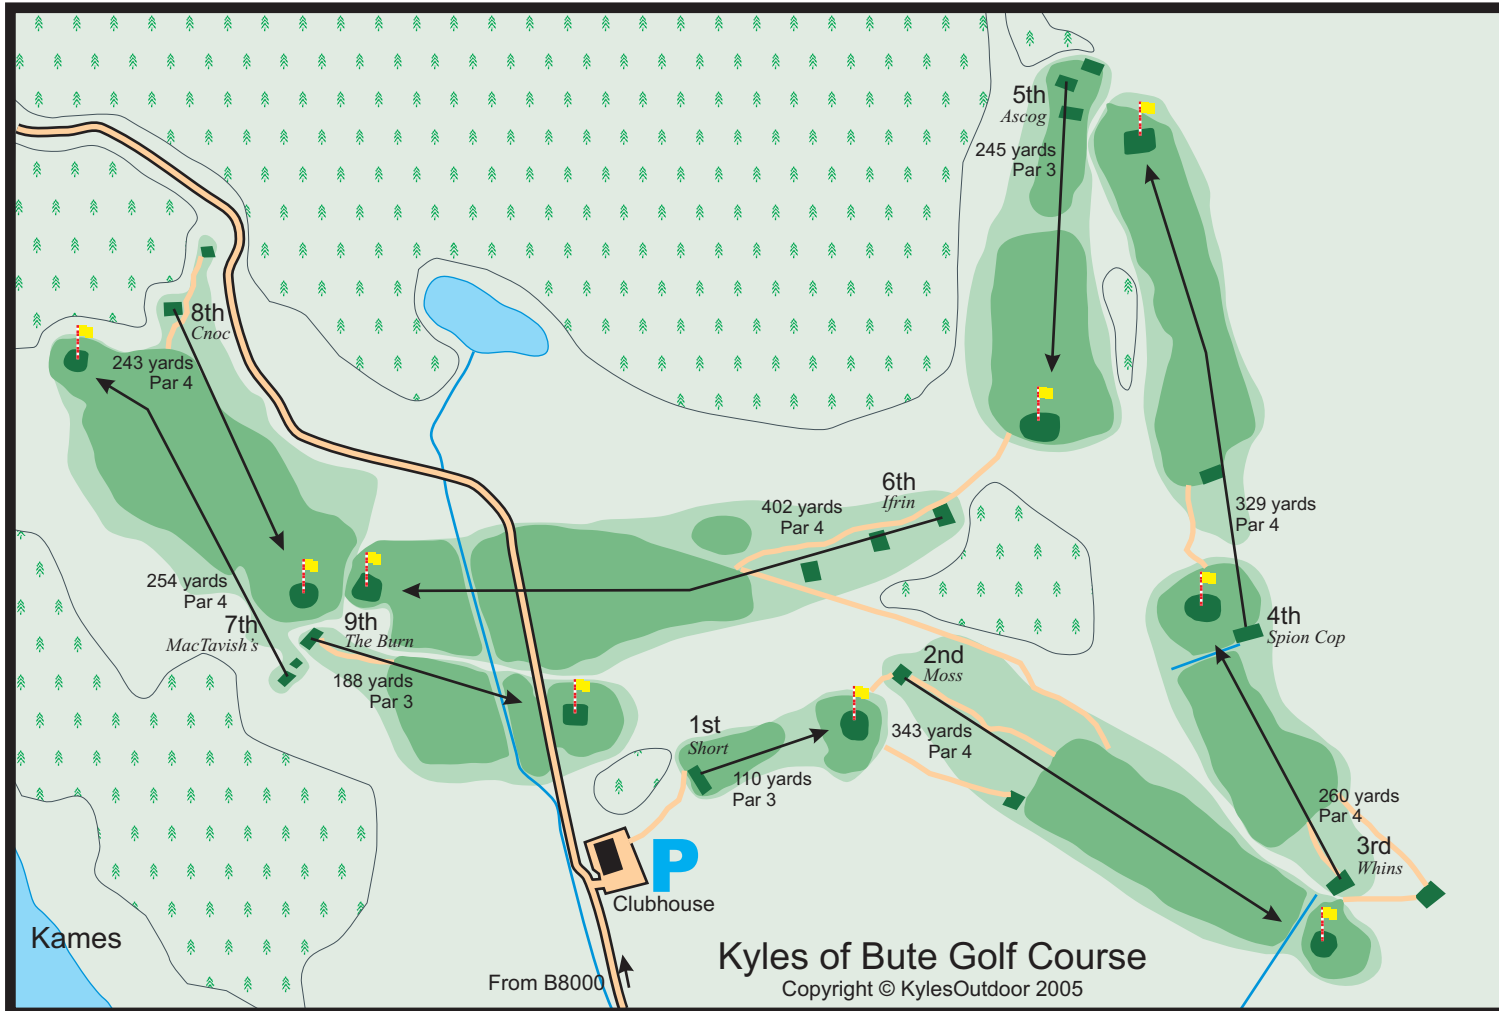 5th
Ascog
245 yards
Par 3
8th
Cnoc
243 yards
Par 4
6th
Ifrin
402 yards
Par 4
329 yards
Par 4
254 yards
Par 4
7th
MacTavish's
9th
The Burn
188 yards
Par 3
4th
Spion Cop
2nd
Moss
343 yards
Par 4
1st
Short
110 yards
Par 3
260 yards
Par 4
3rd
Whins
P
Clubhouse
Kames
From B8000
Kyles of Bute Golf Course
Copyright © KylesOutdoor 2005